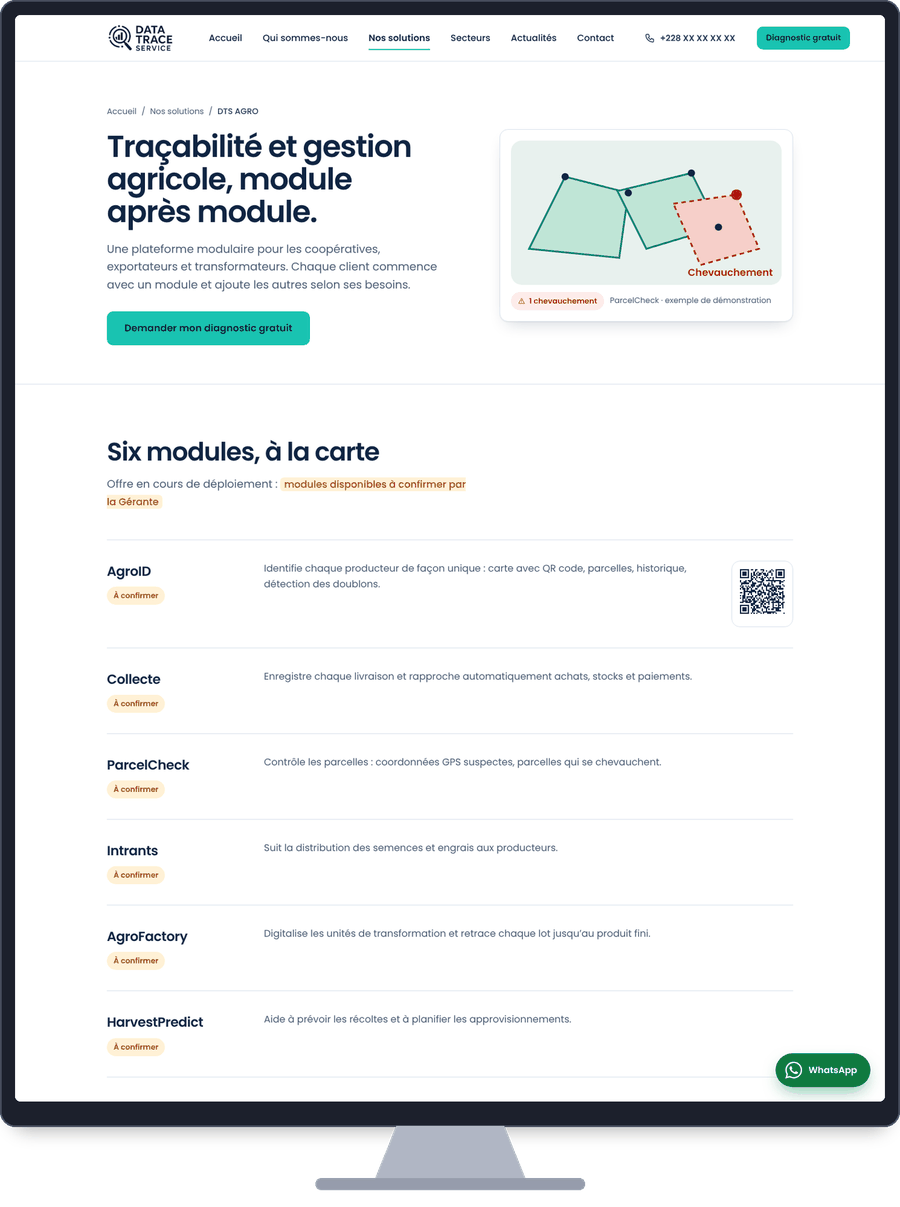 DATA
TRACE
SERVICE
Accueil
Qui sommes-nous
Nos solutions
Secteurs
Actualités
Contact
+228 XX XX XX XX
Diagnostic gratuit
Accueil / Nos solutions / DTS AGRO
Traçabilité et gestion
agricole, module
après module.
Une plateforme modulaire pour les coopératives,
exportateurs et transformateurs. Chaque client commence
avec un module et ajoute les autres selon ses besoins.
Demander mon diagnostic gratuit
Chevauchement
1 chevauchement
ParcelCheck · exemple de démonstration
Six modules, à la carte
Offre en cours de déploiement : modules disponibles à confirmer par
la Gérante
AgroID
À confirmer
Identifie chaque producteur de façon unique : carte avec QR code, parcelles, historique,
détection des doublons.
Collecte
À confirmer
Enregistre chaque livraison et rapproche automatiquement achats, stocks et paiements.
ParcelCheck
À confirmer
Contrôle les parcelles : coordonnées GPS suspectes, parcelles qui se chevauchent.
Intrants
À confirmer
Suit la distribution des semences et engrais aux producteurs.
AgroFactory
À confirmer
Digitalise les unités de transformation et retrace chaque lot jusqu'au produit fini.
HarvestPredict
À confirmer
Aide à prévoir les récoltes et à planifier les approvisionnements.
WhatsApp